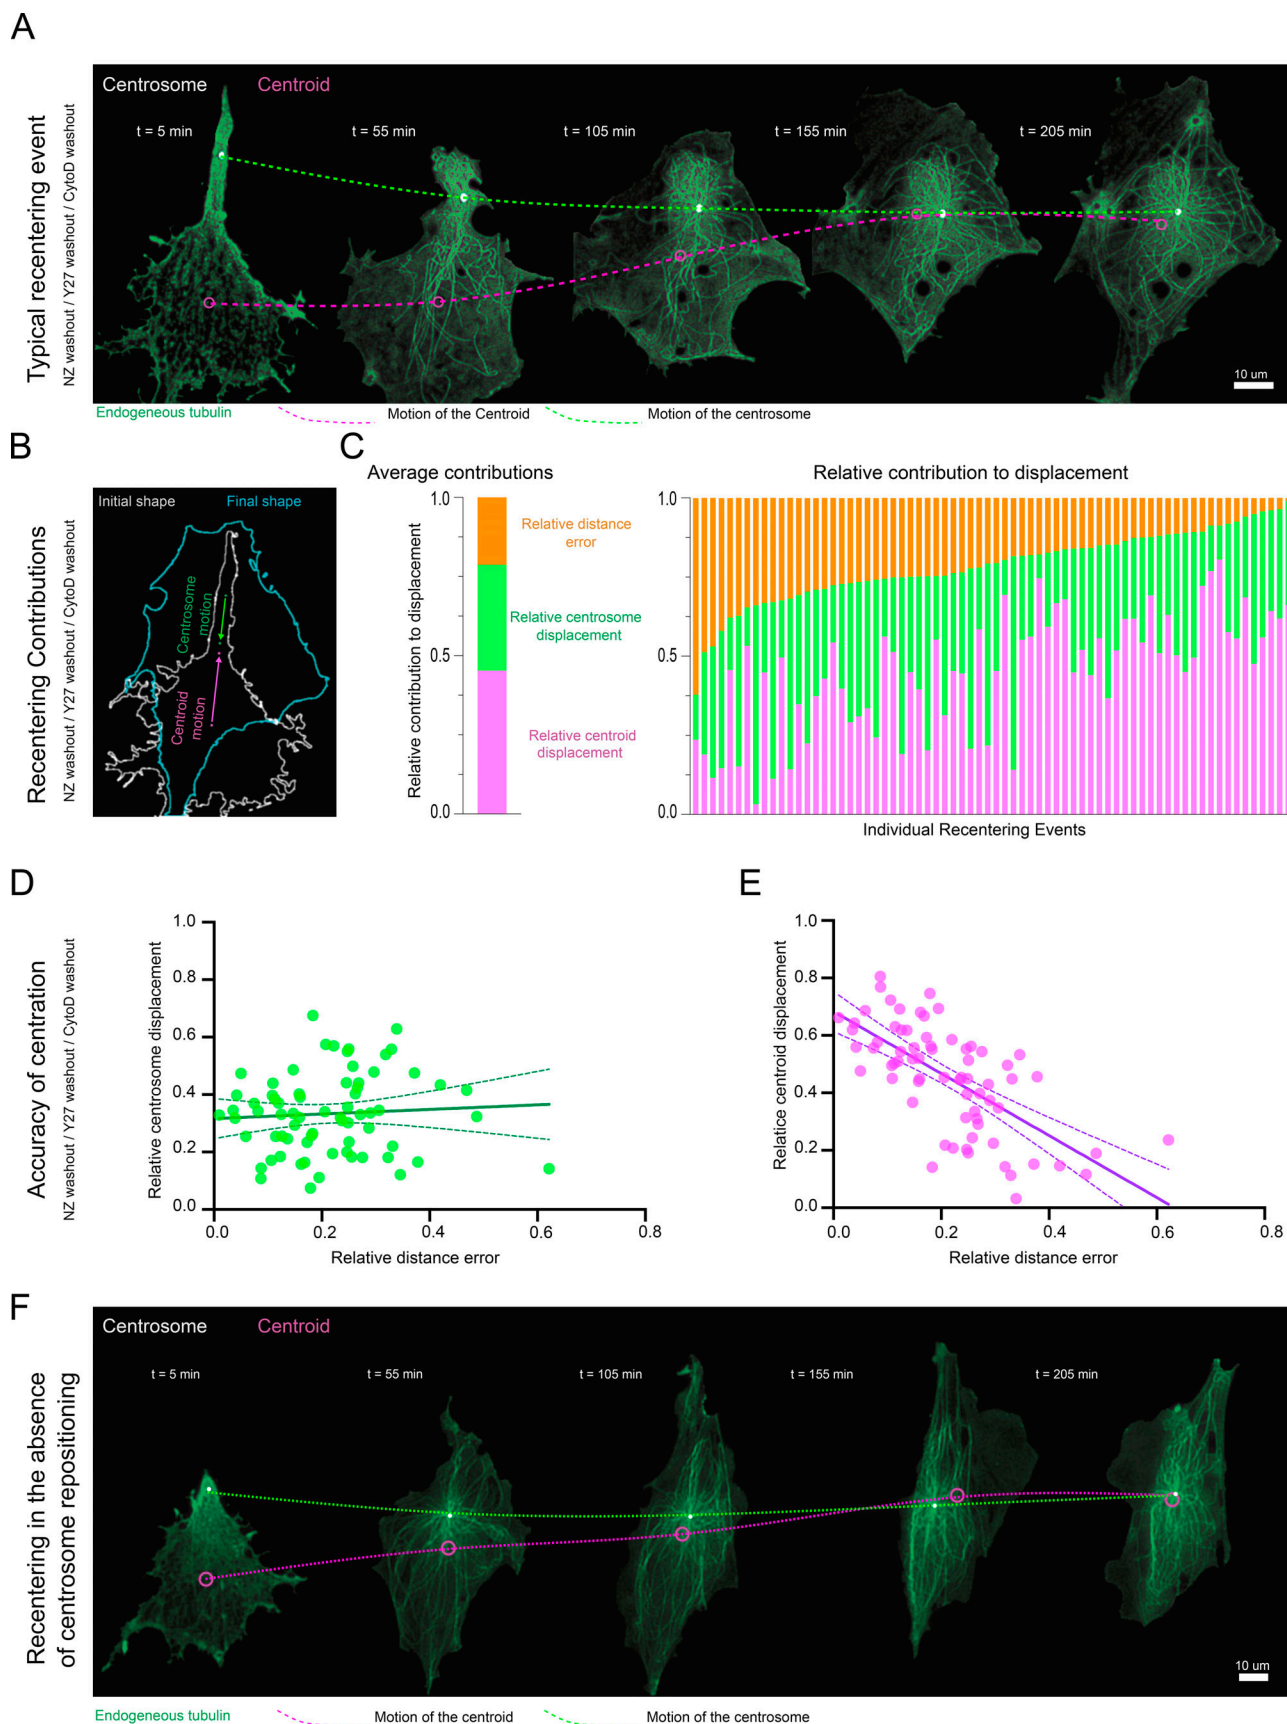 A
Typical recentering event
NZ washout / Y27 washout / CytoD washout
Centrosome
Centroid
t = 5 min
t = 55 min
t = 105 min
t = 155 min
t = 205 min
10 um
Endogeneous tubulin
Motion of the Centroid
Motion of the centrosome
B
Recentering Contributions
NZ washout / Y27 washout / CytoD washout
Initial shape
Final shape
Centrosome
motion
Centroid
motion
C
Average contributions
Relative contribution to displacement
1.0
0.5
0.0
Relative distance
error
Relative centrosome
displacement
Relative centroid
displacement
Relative contribution to displacement
1.0
0.5
0.0
Individual Recentering Events
D
Accuracy of centration
NZ washout / Y27 washout / CytoD washout
Relative centrosome displacement
1.0
0.8
0.6
0.4
0.2
0.0
0.0
0.2
0.4
0.6
0.8
Relative distance error
E
Relatice centroid displacement
1.0
0.8
0.6
0.4
0.2
0.0
0.0
0.2
0.4
0.6
0.8
Relative distance error
F
Recentering in the absence
of centrosome repositioning
Centrosome
Centroid
t = 5 min
t = 55 min
t = 105 min
t = 155 min
t = 205 min
10 um
Endogeneous tubulin
Motion of the centroid
Motion of the centrosome